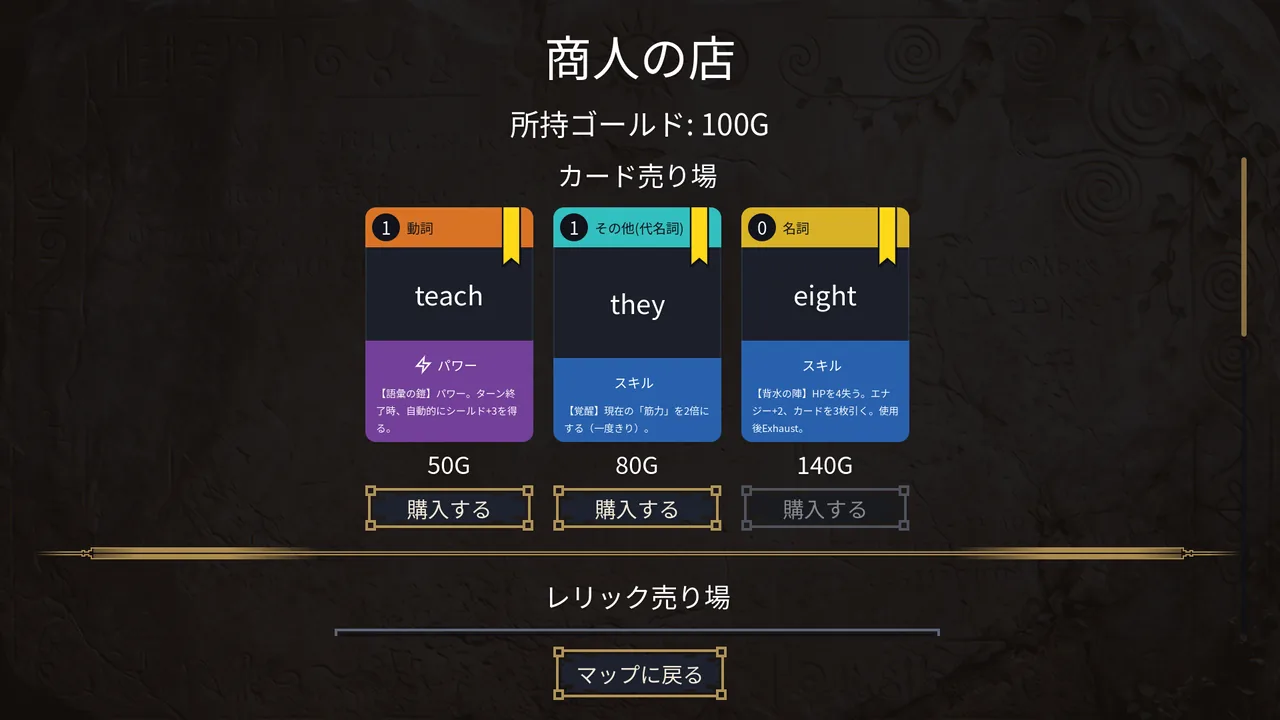 商人の店
所持ゴールド: 100G
カード売り場
1 動詞
teach
パワー
【語彙の鎧】パワー。ターン終
了時、自動的にシールド+3を得
る。
50G
購入する
1 その他(代名詞)
they
スキル
【覚醒】現在の「筋力」を2倍に
する（一度きり）。
80G
購入する
0 名詞
eight
スキル
【背水の陣】HPを4失う。エナ
ジー+2、カードを3枚引く。使用
後Exhaust。
140G
購入する
レリック売り場
マップに戻る